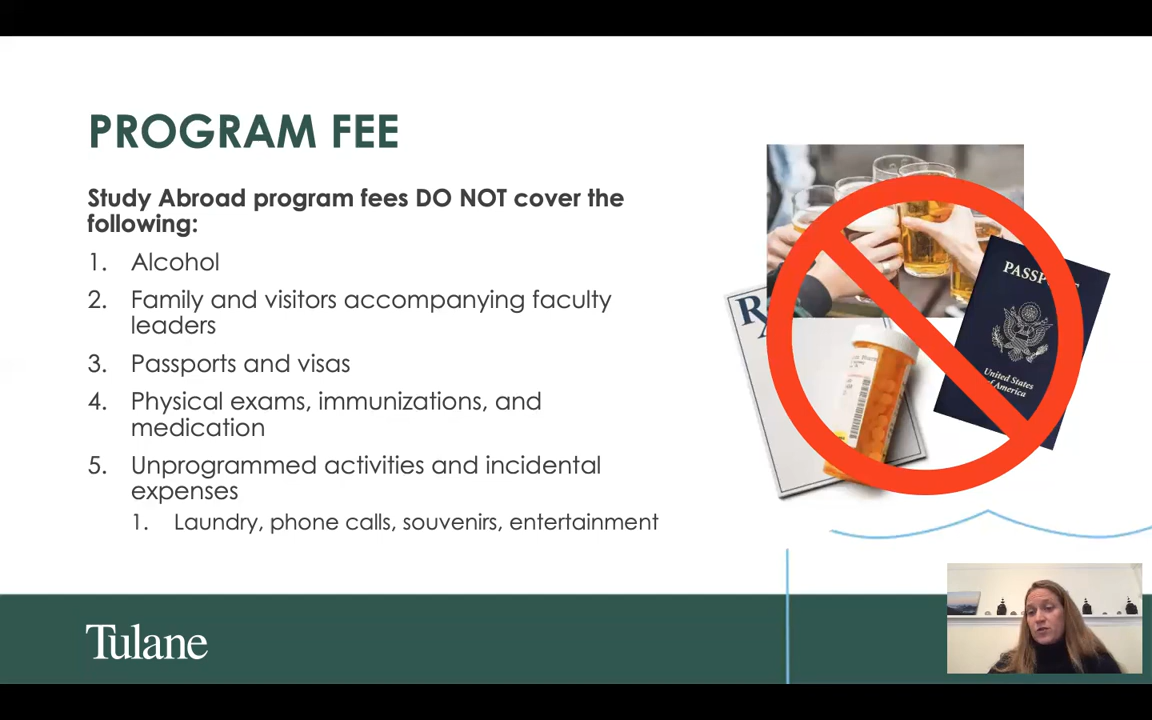 PROGRAM FEE
Study Abroad program fees DO NOT cover the
following:
1. Alcohol
2. Family and visitors accompanying faculty
leaders
3. Passports and visas
4. Physical exams, immunizations, and
medication
5. Unprogrammed activities and incidental
expenses
1. Laundry, phone calls, souvenirs, entertainment
PASSP
United States
of America
Tulane